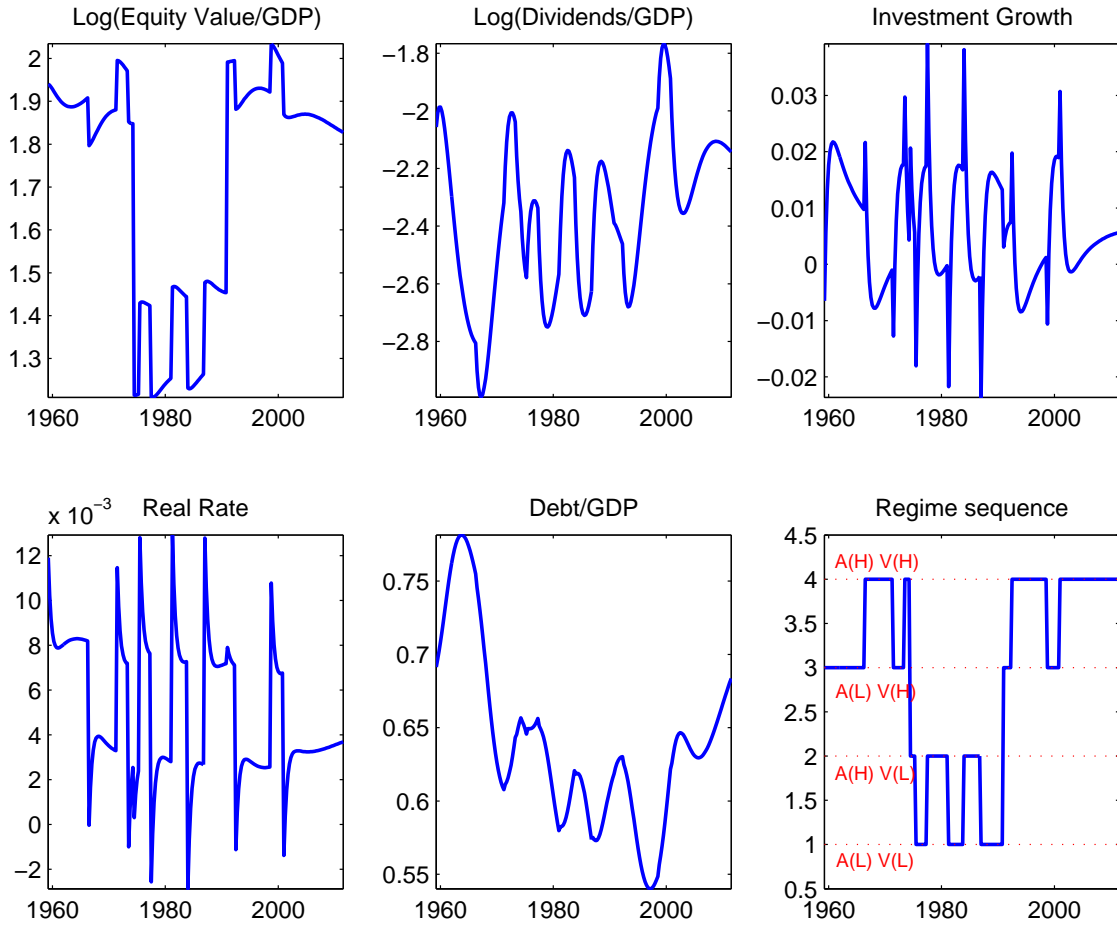 Log(Equity Value/GDP)
2
1.9
1.8
1.7
1.6
1.5
1.4
1.3
1960 1980 2000
Log(Dividends/GDP)
−1.8
−2
−2.2
−2.4
−2.6
−2.8
1960 1980 2000
Investment Growth
0.03
0.02
0.01
0
−0.01
−0.02
1960 1980 2000
Real Rate
x 10−3
12
10
8
6
4
2
0
−2
1960 1980 2000
Debt/GDP
0.75
0.7
0.65
0.6
0.55
1960 1980 2000
Regime sequence
4.5
4
3.5
3
2.5
2
1.5
1
0.5
A(H) V(H)
A(L) V(H)
A(H) V(L)
A(L) V(L)
1960 1980 2000